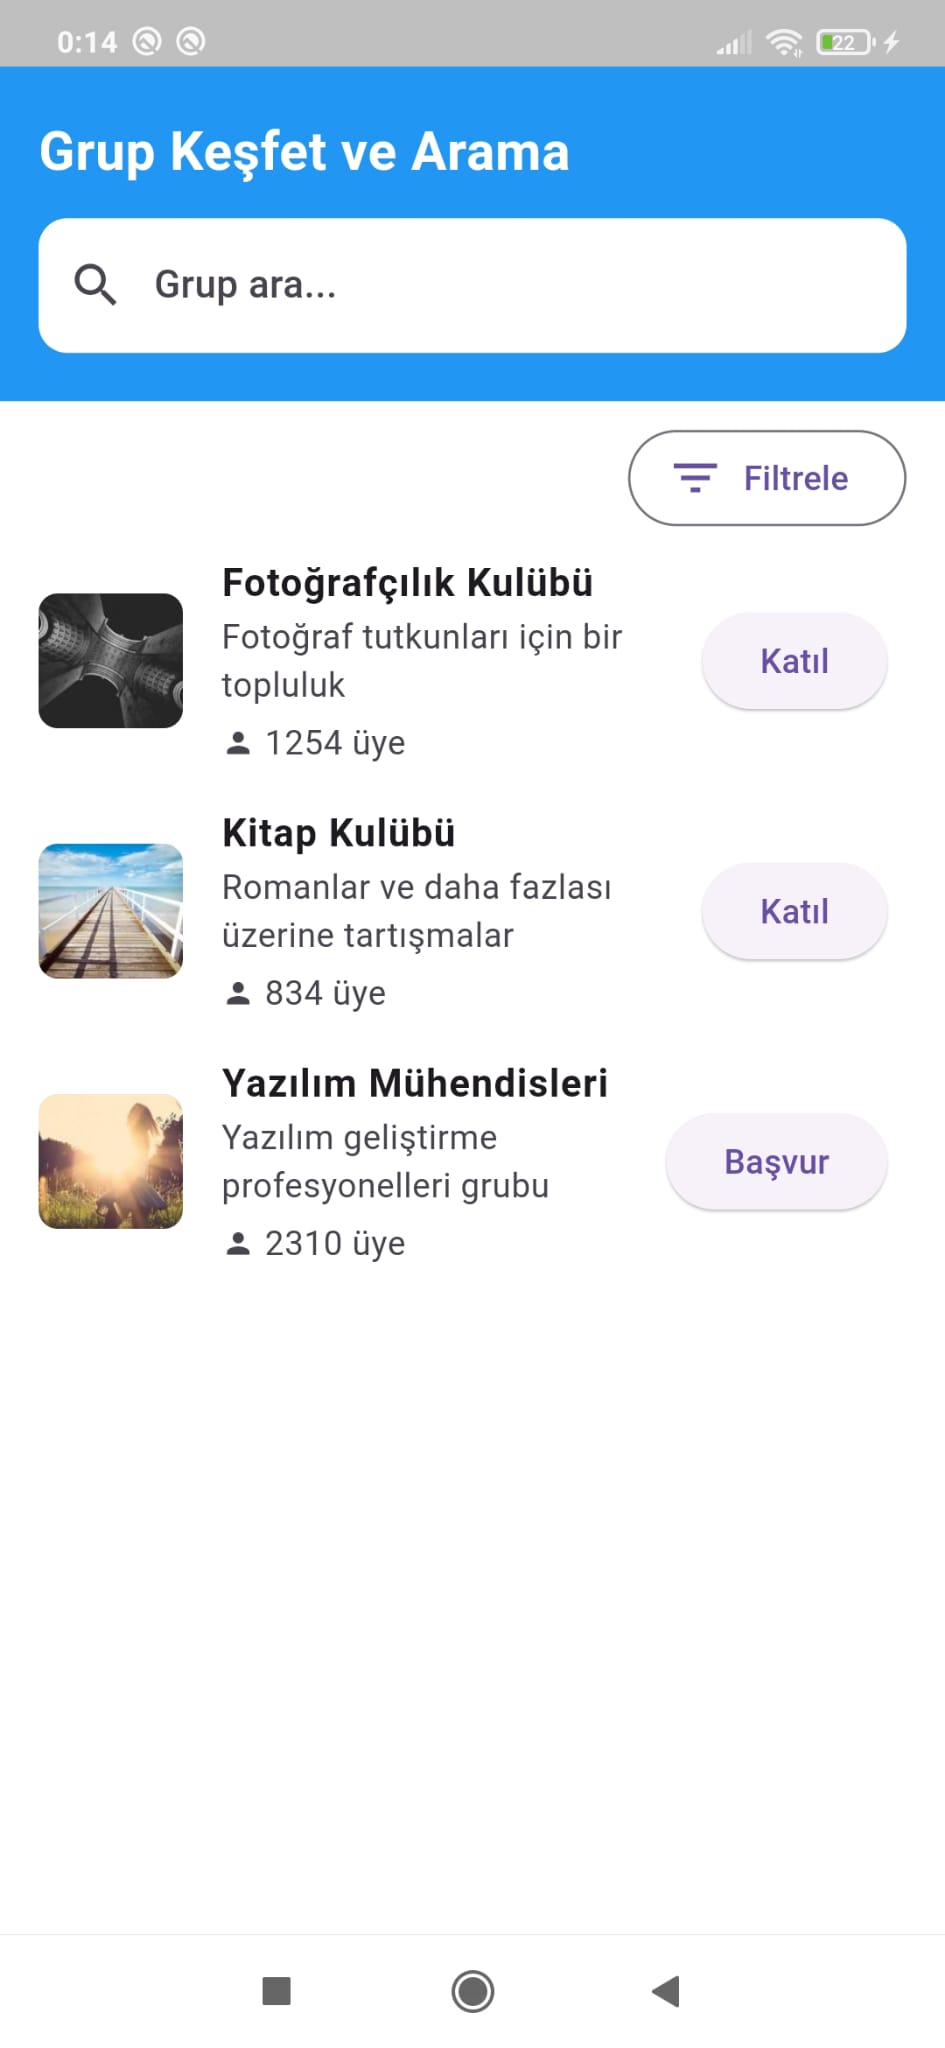 0:14
22
Grup Keşfet ve Arama
Grup ara...
Filtrele
Fotoğrafçılık Kulübü
Fotoğraf tutkunları için bir
topluluk
1254 üye
Katıl
Kitap Kulübü
Romanlar ve daha fazlası
üzerine tartışmalar
834 üye
Katıl
Yazılım Mühendisleri
Yazılım geliştirme
profesyonelleri grubu
2310 üye
Başvur